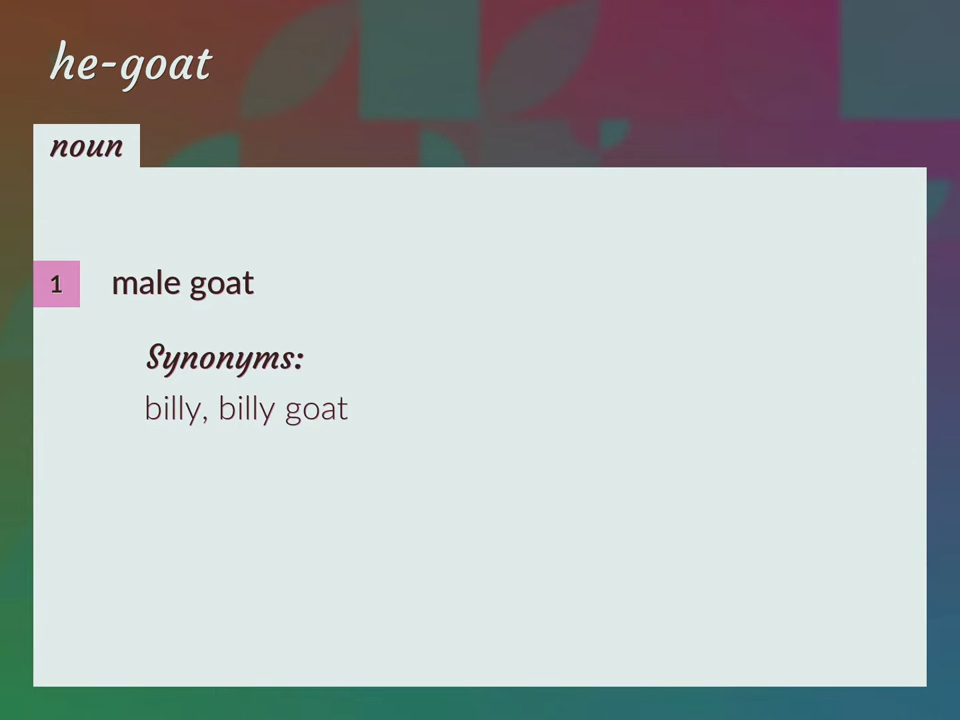 he-goat
noun
1 male goat
Synonyms:
billy, billy goat